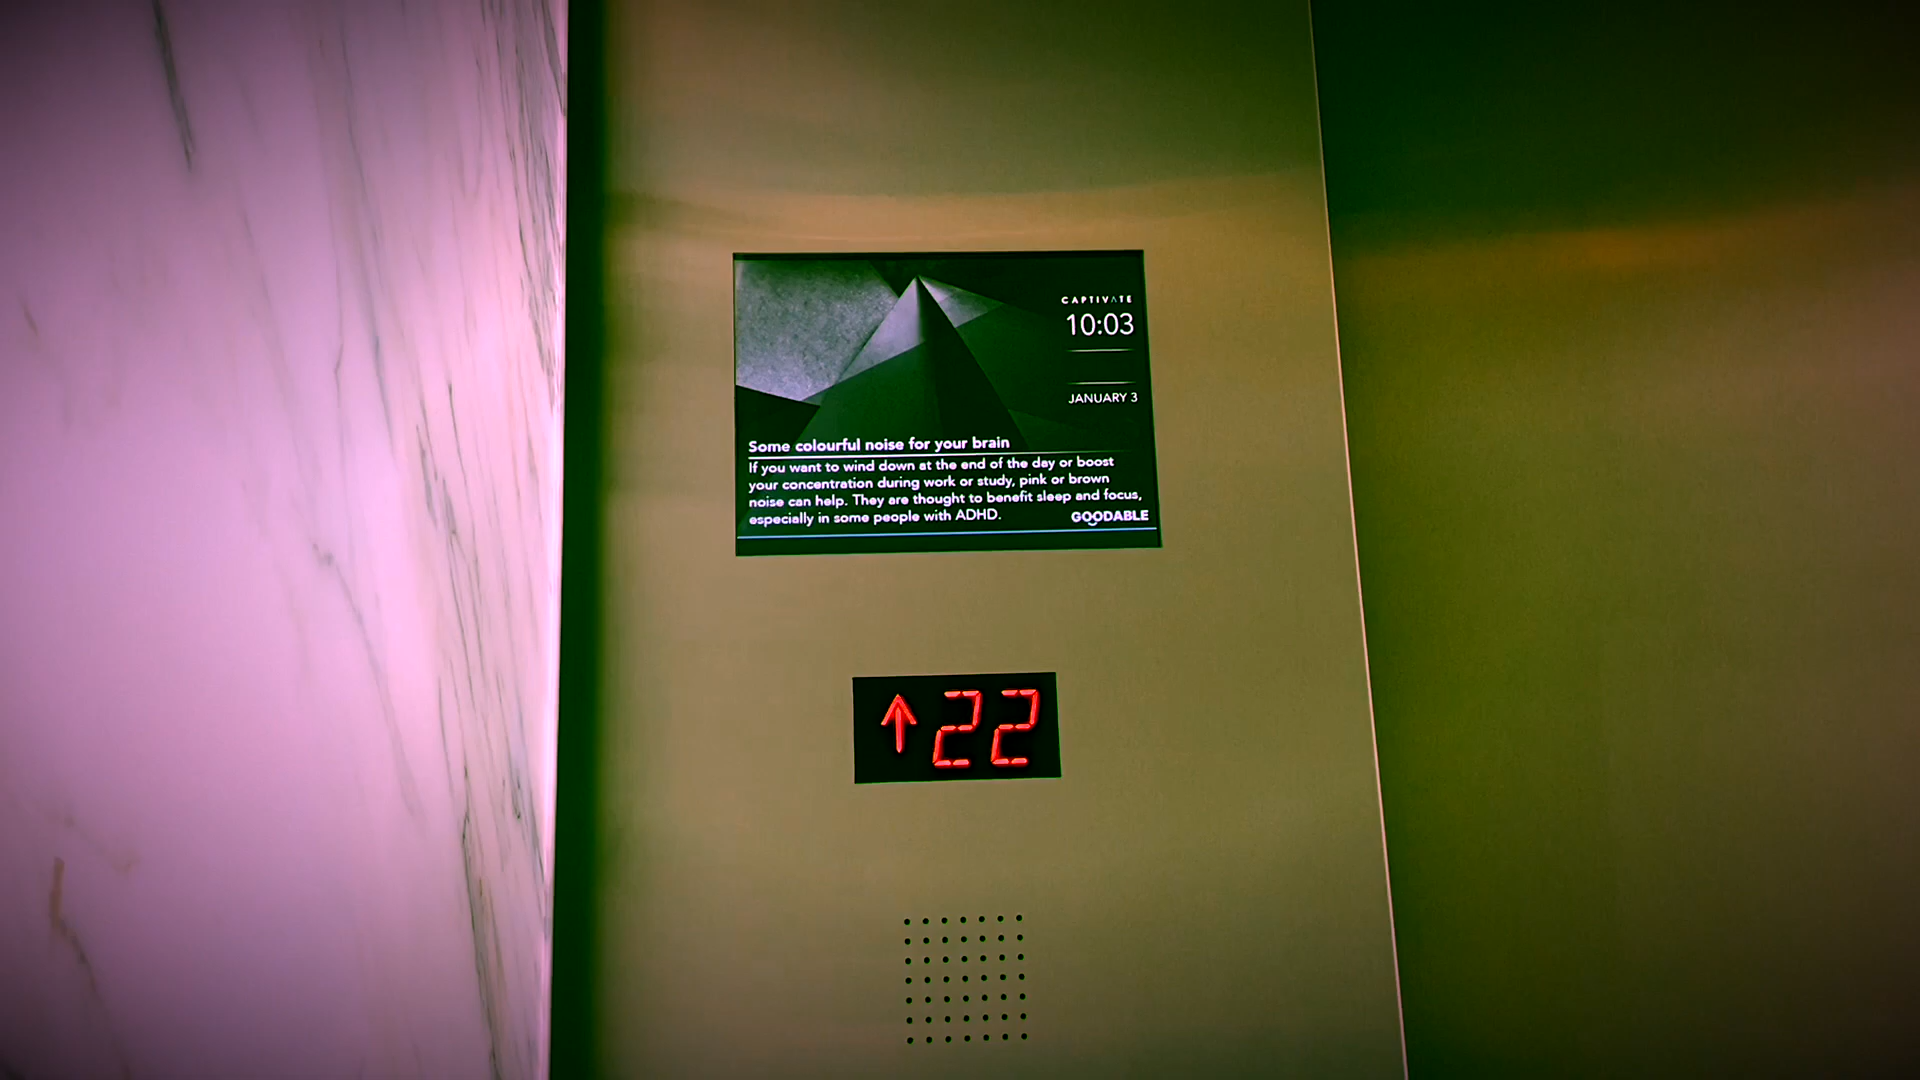 CAPTIVATE
10:03
JANUARY 3
Some colourful noise for your brain
If you want to wind down at the end of the day or boost
your concentration during work or study, pink or brown
noise can help. They are thought to benefit sleep and focus,
especially in some people with ADHD.
GOODABLE
↑22